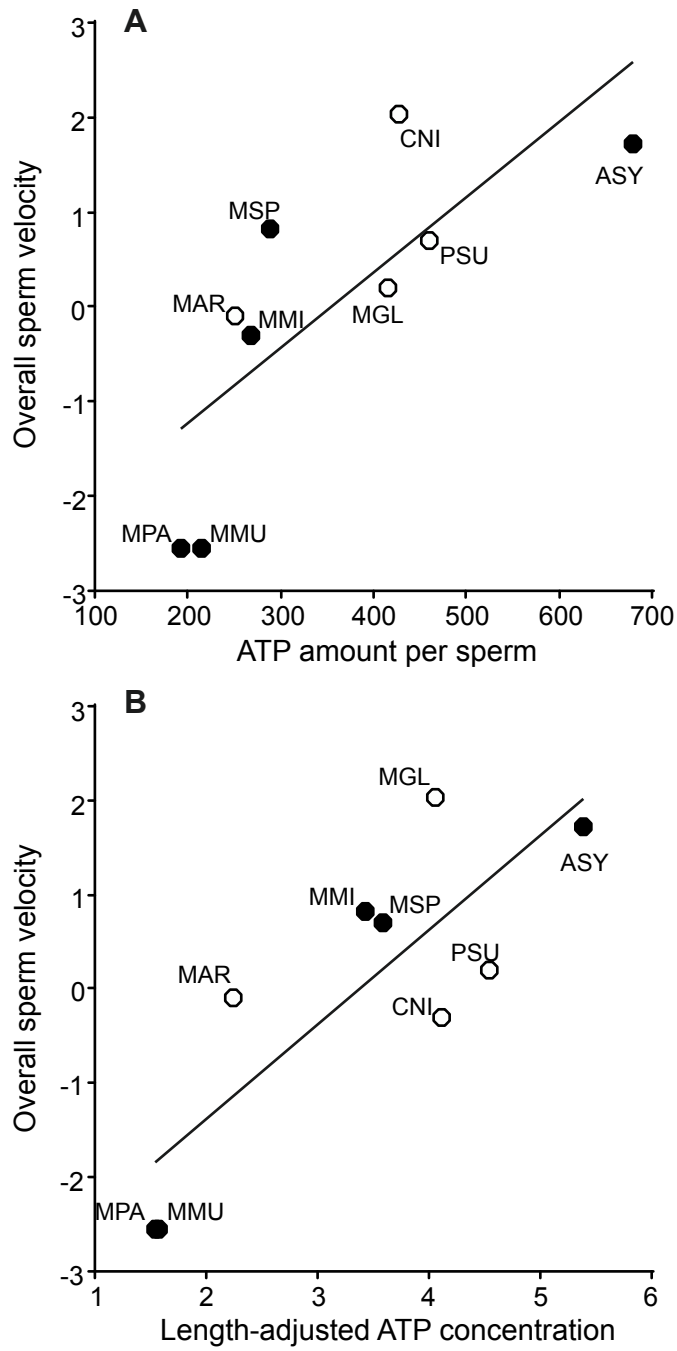 A
3
2
1
0
-1
-2
-3
Overall sperm velocity
CNI
ASY
MSP
PSU
MAR
MMI
MGL
MPA
MMU
100 200 300 400 500 600 700
ATP amount per sperm
B
3
2
1
0
-1
-2
-3
Overall sperm velocity
MGL
ASY
MMI
MSP
PSU
MAR
CNI
MPA
MMU
1 2 3 4 5 6
Length-adjusted ATP concentration